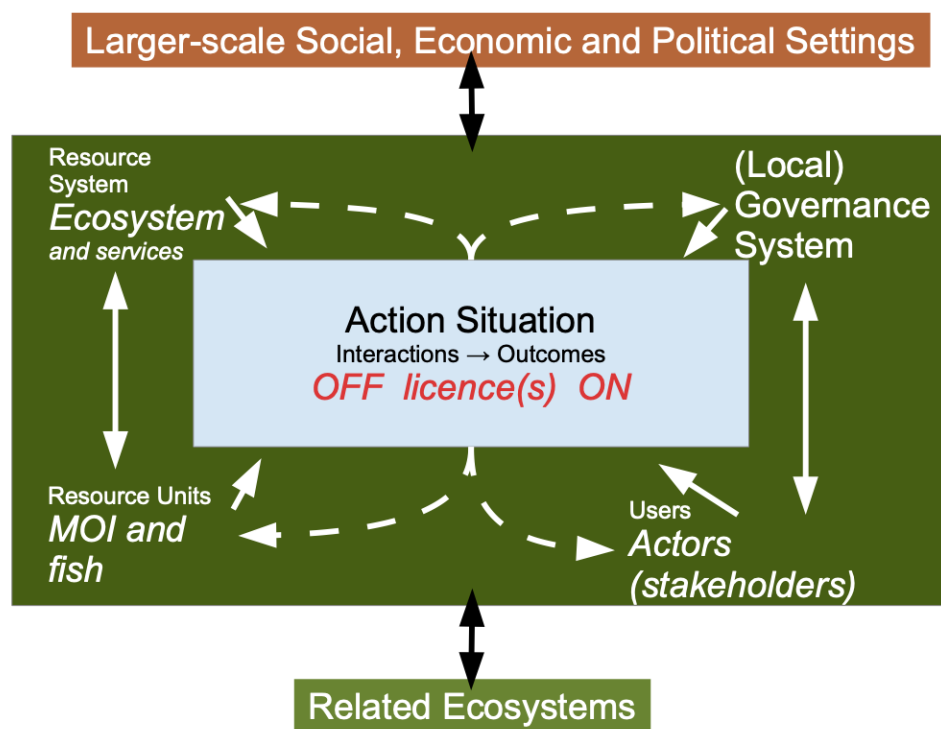 Larger-scale Social, Economic and Political Settings
Resource
System
Ecosystem
and services
(Local)
Governance
System
Action Situation
Interactions → Outcomes
OFF licence(s) ON
Resource Units
MOI and
fish
Users
Actors
(stakeholders)
Related Ecosystems